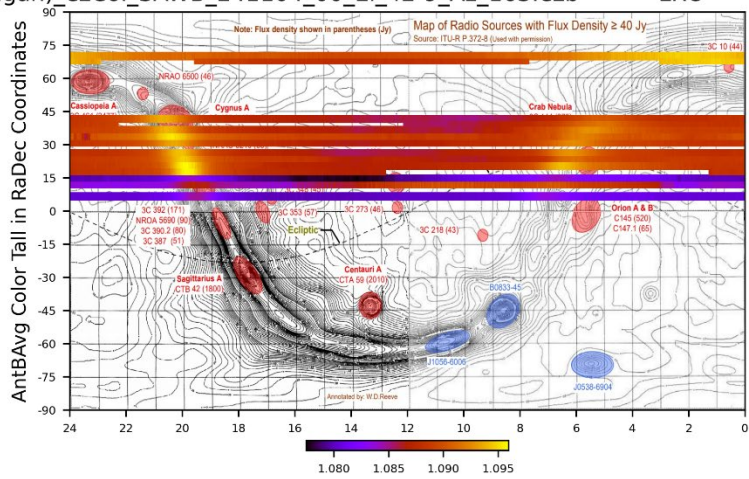 AntBAvg Color Tall in RaDec Coordinates
Note: Flux density shown in parentheses (Jy)
Map of Radio Sources with Flux Density ≥ 40 Jy
Source: ITU-R P.372-8 (Used with permission)
90
3C 10 (44)
75
NRAO 6500 (46)
60
Cassiopeia A
Cygnus A
Crab Nebula
45
30
15
0
3C 392 (171)
NROA 5690 (90)
3C 390.2 (80)
3C 387 (51)
3C 353 (57)
3C 273 (46)
3C 218 (43)
Orion A & B
C145 (520)
C147.1 (65)
Ecliptic
-15
-30
Sagittarius A
CTB 42 (1800)
Centauri A
CTA 59 (2010)
B0833-45
-45
-60
J1056-6006
J0538-6904
-75
Annotated by: W.D.Reeve
-90
24 22 20 18 16 14 12 10 8 6 4 2 0
1.080 1.085 1.090 1.095